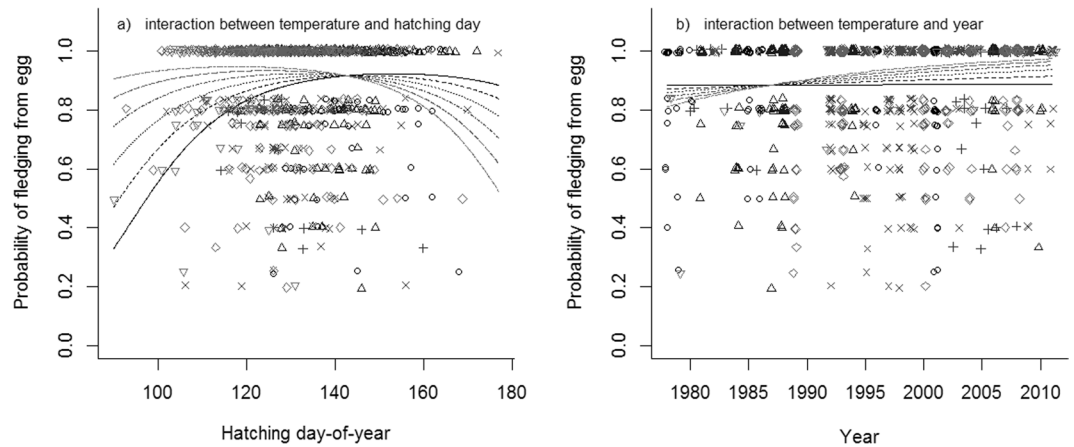 a) interaction between temperature and hatching day
Probability of fledging from egg
0.0 0.2 0.4 0.6 0.8 1.0
100 120 140 160 180
Hatching day-of-year
b) interaction between temperature and year
Probability of fledging from egg
0.0 0.2 0.4 0.6 0.8 1.0
1980 1985 1990 1995 2000 2005 2010
Year